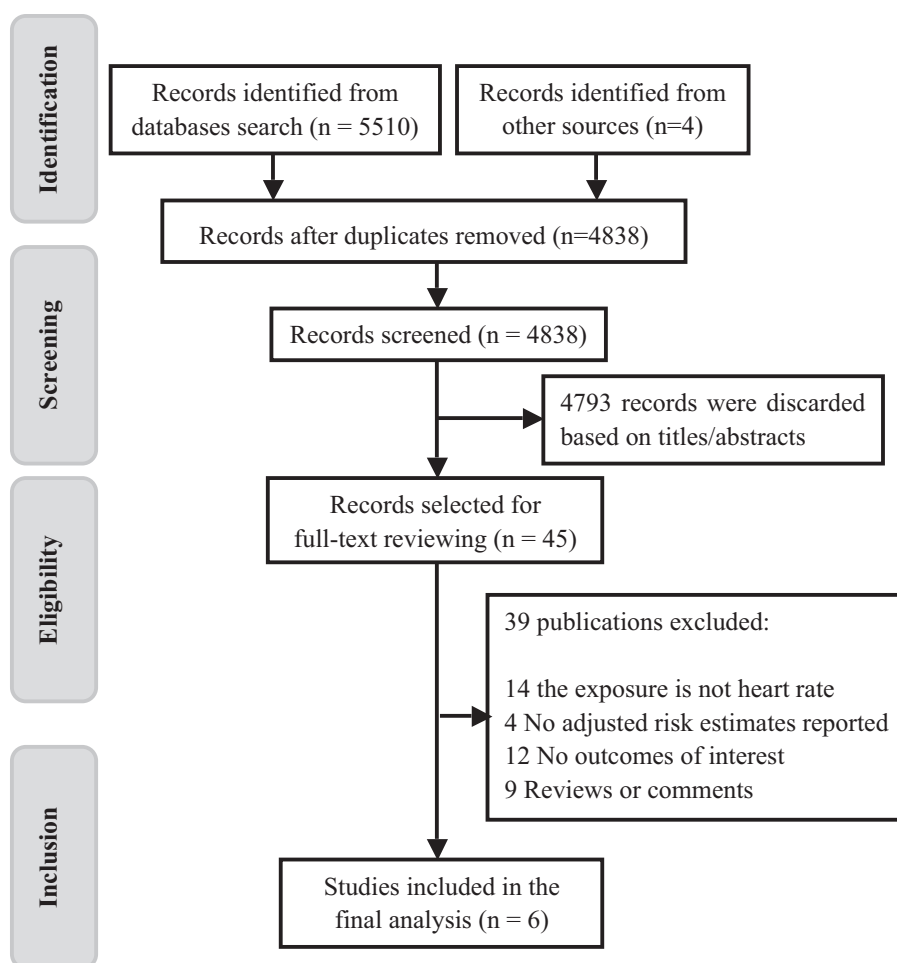 Identification
Records identified from
databases search (n = 5510)
Records identified from
other sources (n=4)
Records after duplicates removed (n=4838)
Screening
Records screened (n = 4838)
4793 records were discarded
based on titles/abstracts
Eligibility
Records selected for
full-text reviewing (n = 45)
39 publications excluded:
14 the exposure is not heart rate
4 No adjusted risk estimates reported
12 No outcomes of interest
9 Reviews or comments
Inclusion
Studies included in the
final analysis (n = 6)